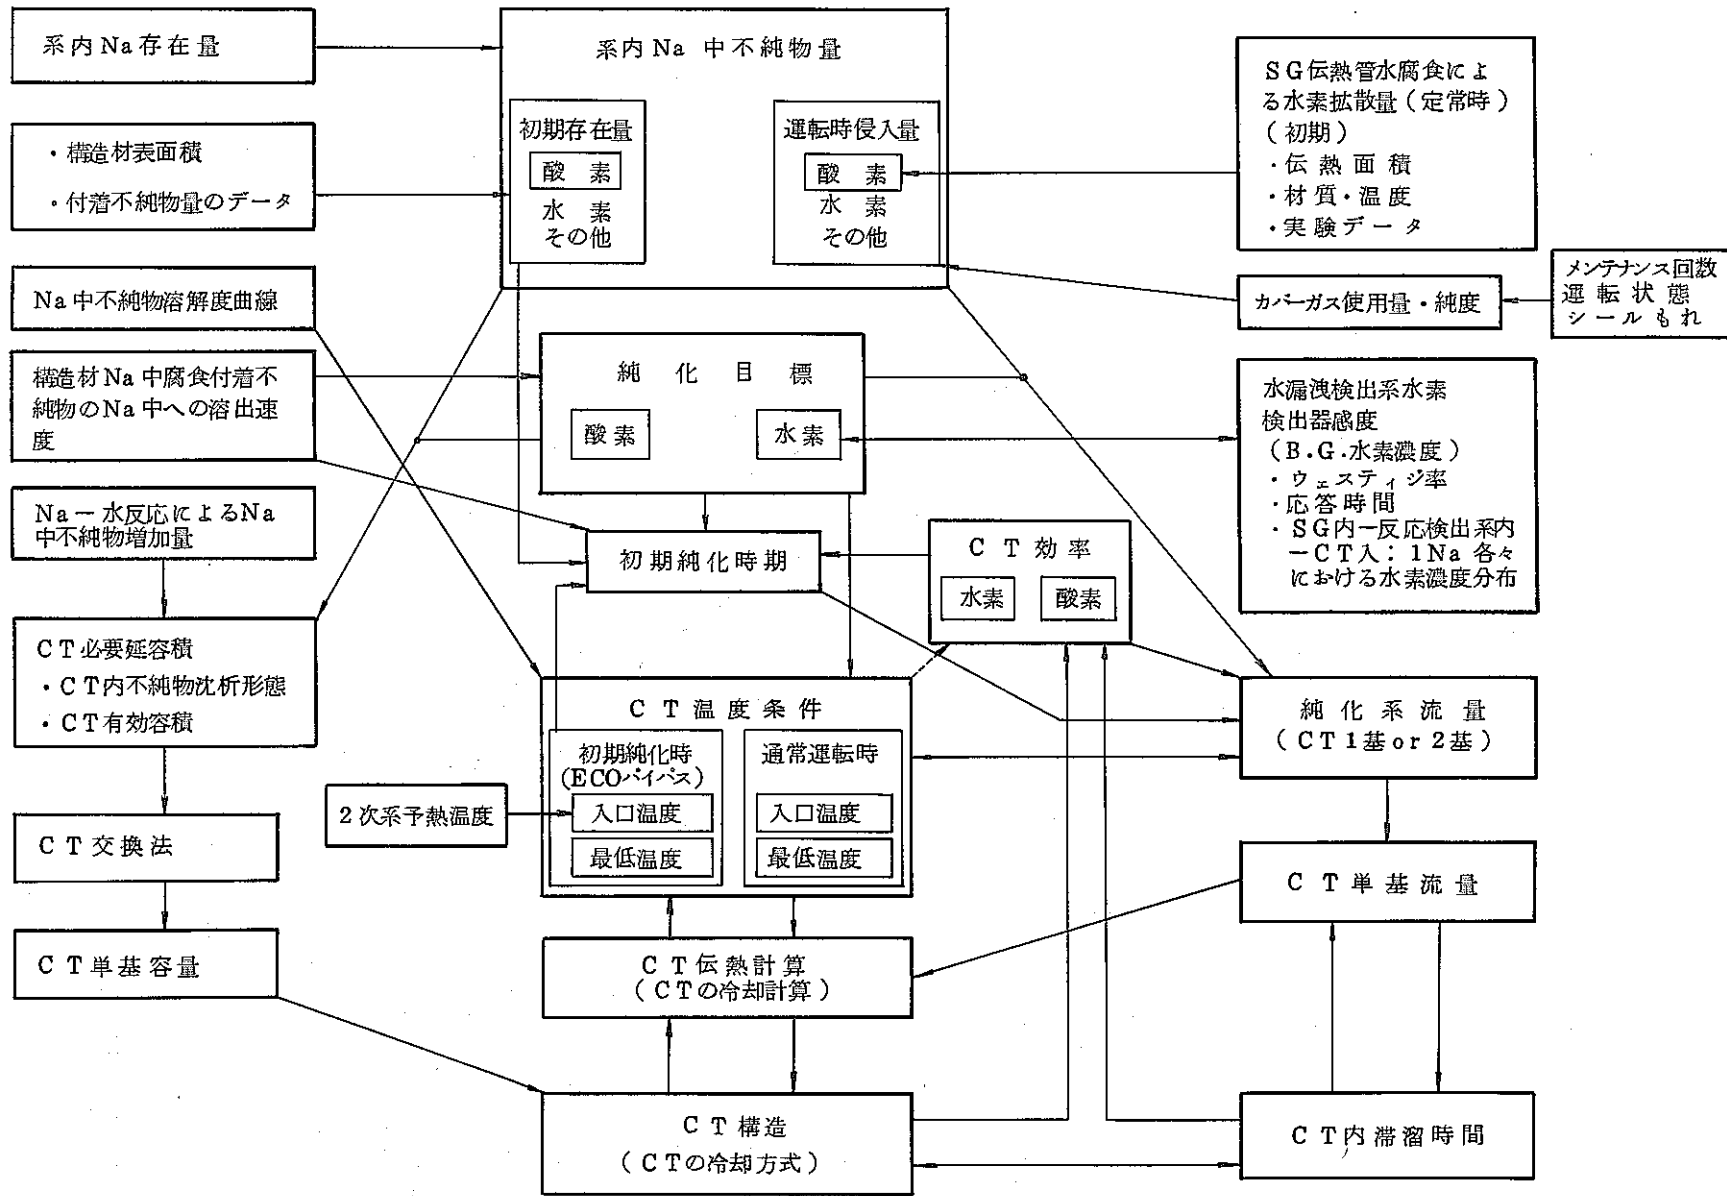 系内Na存在量
・構造材表面積
・付着不純物量のデータ
Na中不純物溶解度曲線
構造材Na中腐食付着不
純物のNa中への溶出速
度
Na－水反応によるNa
中不純物増加量
CT必要延容積
・CT内不純物沈析形態
・CT有効容積
CT交換法
CT単基容量
系内Na中不純物量
初期存在量
酸素
水素
その他
運転時侵入量
酸素
水素
その他
純化目標
酸素
水素
初期純化時期
CT効率
水素
酸素
CT温度条件
初期純化時
(ECOバイパス)
入口温度
最低温度
通常運転時
入口温度
最低温度
2次系予熱温度
CT伝熱計算
(CTの冷却計算)
CT構造
(CTの冷却方式)
SG伝熱管水腐食によ
る水素拡散量(定常時)
(初期)
・伝熱面積
・材質・温度
・実験データ
カバーガス使用量・純度
メンテナンス回数
運転状態
シールもれ
水漏洩検出系水素
検出器感度
(B.G.水素濃度)
・ウェスティジ率
・応答時間
・SG内－反応検出系内
－CT入：1Na各々
における水素濃度分布
純化系流量
(CT1基or2基)
CT単基流量
CT内滞溜時間